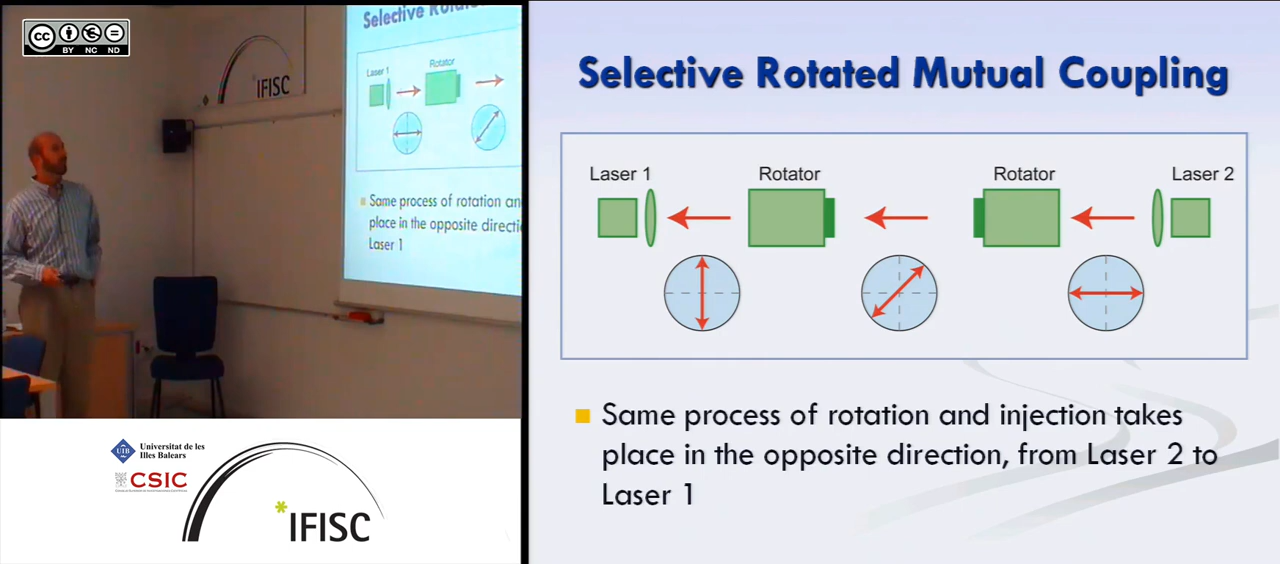 cc
BY NC ND
IFISC
Selective Rotated
Laser 1
Rotator
Same process of rotation an
place in the opposite directi
Laser 1
Universitat de les
Illes Balears
UIB
CSIC
IFISC
Selective Rotated Mutual Coupling
Laser 1
Rotator
Rotator
Laser 2
Same process of rotation and injection takes
place in the opposite direction, from Laser 2 to
Laser 1